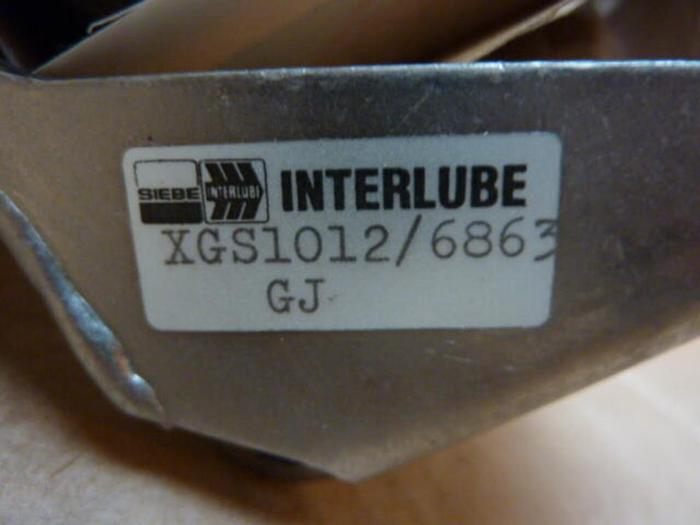 SIEBE INTERLUBE INTERLUBE
XGS1012/6863
GJ